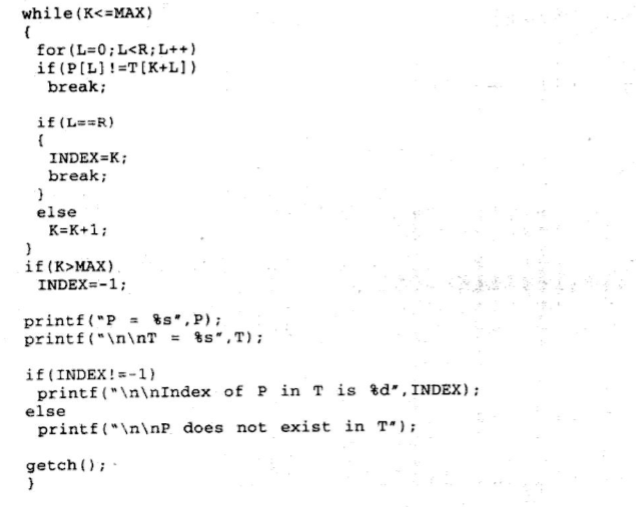 while(K<=MAX)
{
for(L=0;L<R;L++)
if(P[L]!=T[K+L])
break;
if(L==R)
{
INDEX=K;
break;
}
else
K=K+1;
}
if(K>MAX)
INDEX=-1;
printf("P = %s",P);
printf("\n\nT = %s",T);
if(INDEX!=-1)
printf("\n\nIndex of P in T is %d",INDEX);
else
printf("\n\nP does not exist in T");
getch();
}